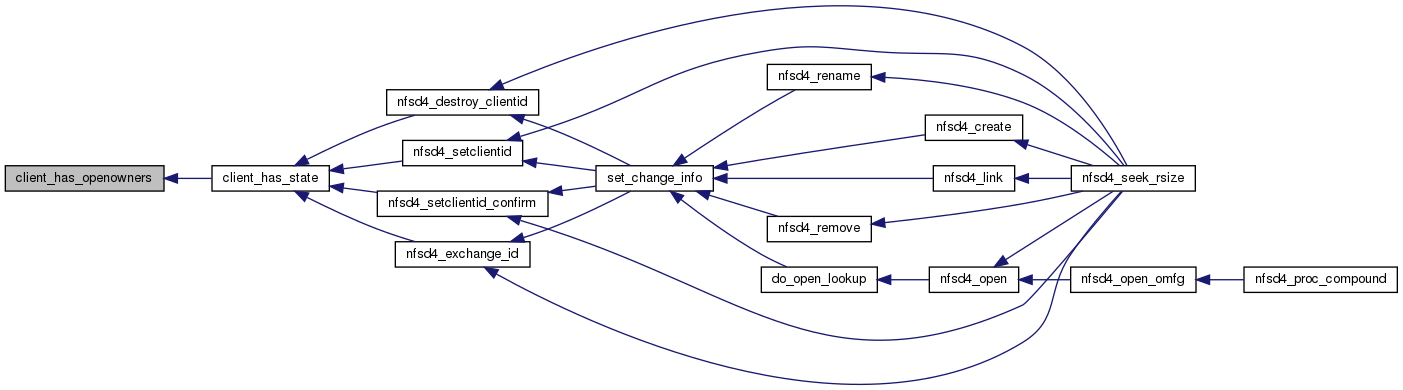 client_has_openowners
client_has_state
nfsd4_destroy_clientid
nfsd4_setclientid
nfsd4_setclientid_confirm
nfsd4_exchange_id
set_change_info
nfsd4_rename
nfsd4_create
nfsd4_link
nfsd4_remove
do_open_lookup
nfsd4_open
nfsd4_seek_rsize
nfsd4_open_omfg
nfsd4_proc_compound